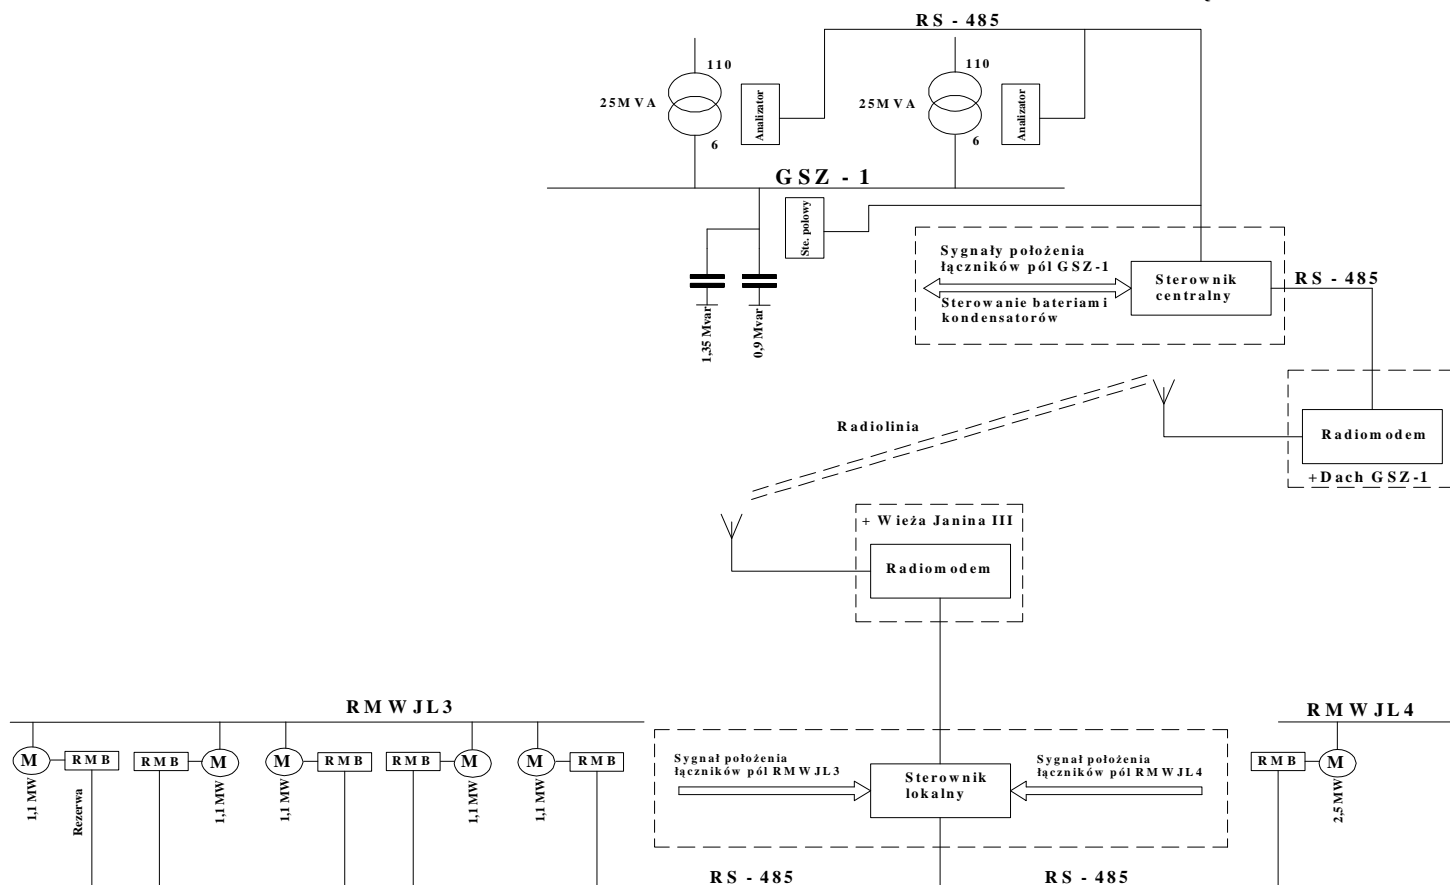 RS - 485
110
25MVA
Analizator
6
110
25MVA
Analizator
6
GSZ - 1
Ste. polowy
1,35 Mvar
0,9 Mvar
Sygnały położenia
łączników pól GSZ-1
Sterowanie bateriami
kondensatorów
Sterownik
centralny
RS - 485
Radiolinia
Radiomodem
+Dach GSZ-1
+ Wieża Janina III
Radiomodem
RMWJL3
RMWJL4
M
RMB
1,1 MW
Rezerwa
RMB
M
1,1 MW
M
RMB
1,1 MW
RMB
M
1,1 MW
M
RMB
1,1 MW
Sygnał położenia
łączników pól RMWJL3
Sterownik
lokalny
Sygnał położenia
łączników pól RMWJL4
RMB
M
2,5 MW
RS - 485
RS - 485